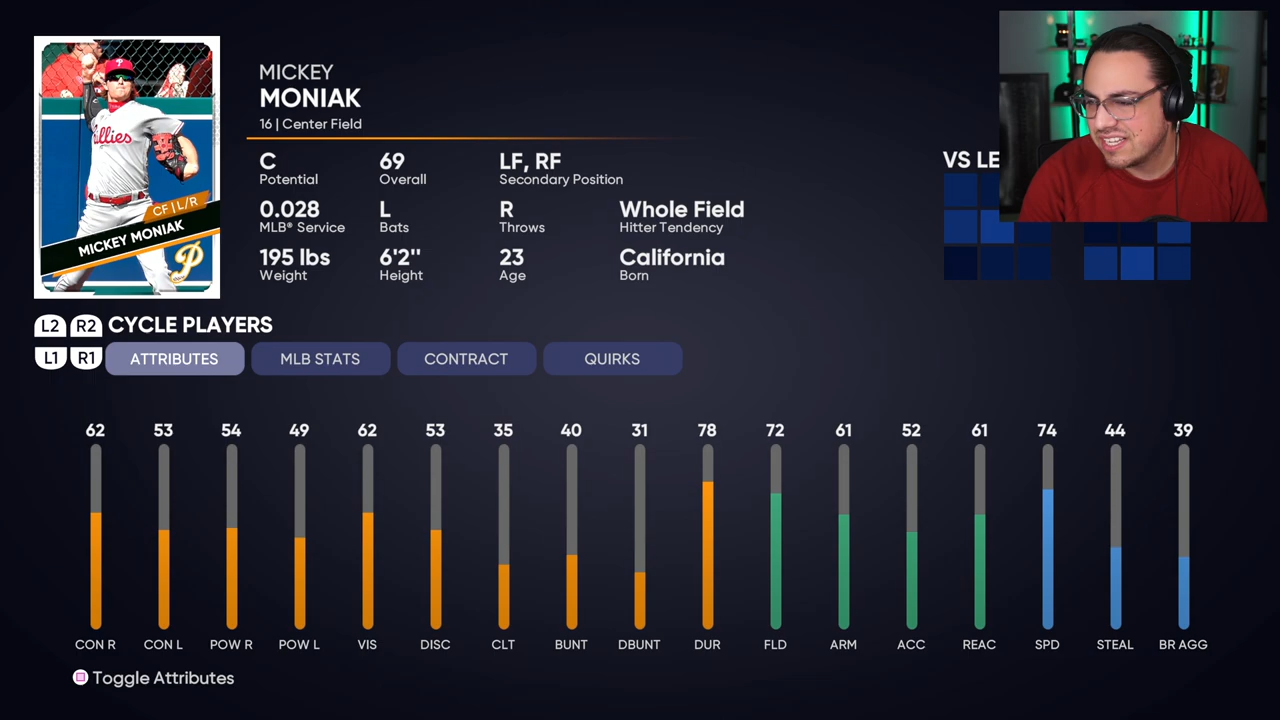 MICKEY
MONIAK
16 | Center Field
C
Potential
69
Overall
LF, RF
Secondary Position
0.028
MLB® Service
L
Bats
R
Throws
Whole Field
Hitter Tendency
195 lbs
Weight
6'2''
Height
23
Age
California
Born
VS LE
Phillies
CF | L/R
MICKEY MONIAK
P
L2 R2 CYCLE PLAYERS
L1 R1 ATTRIBUTES MLB STATS CONTRACT QUIRKS
62 53 54 49 62 53 35 40 31 78 72 61 52 61 74 44 39
CON R CON L POW R POW L VIS DISC CLT BUNT DBUNT DUR FLD ARM ACC REAC SPD STEAL BR AGG
Toggle Attributes